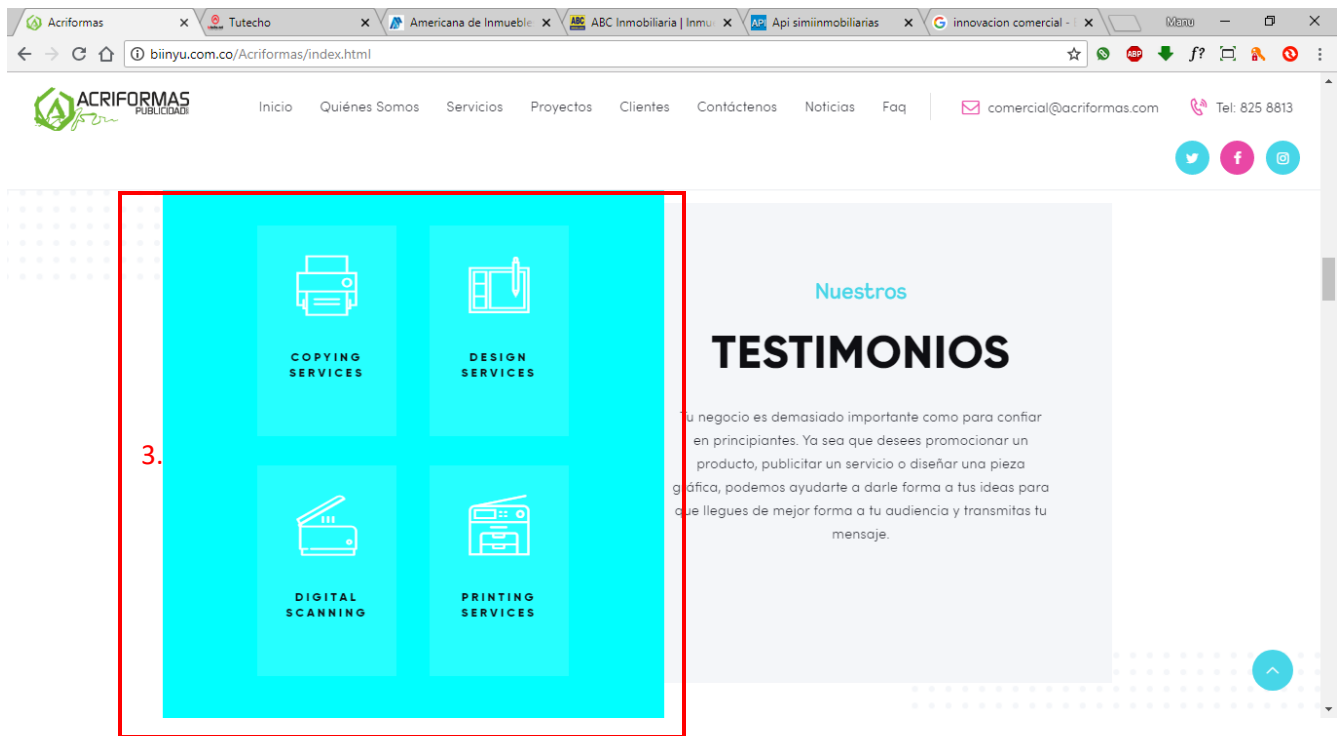 Acriformas
Tutecho
Americana de Inmueble
ABC Inmobiliaria | Inmu
Api simiinmobiliarias
innovacion comercial -
Manu
biinyu.com.co/Acriformas/index.html
ABP
f?
ACRIFORMAS
PUBLICIDAD
Inicio
Quiénes Somos
Servicios
Proyectos
Clientes
Contáctenos
Noticias
Faq
comercial@acriformas.com
Tel: 825 8813
3.
COPYING
SERVICES
DESIGN
SERVICES
DIGITAL
SCANNING
PRINTING
SERVICES
Nuestros
TESTIMONIOS
Tu negocio es demasiado importante como para confiar
en principiantes. Ya sea que desees promocionar un
producto, publicitar un servicio o diseñar una pieza
gráfica, podemos ayudarte a darle forma a tus ideas para
que llegues de mejor forma a tu audiencia y transmitas tu
mensaje.